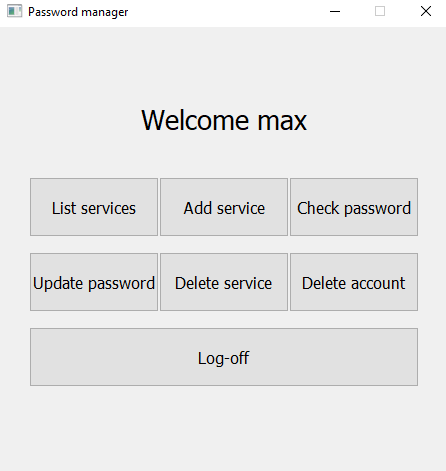 Password manager
Welcome max
List services
Add service
Check password
Update password
Delete service
Delete account
Log-off